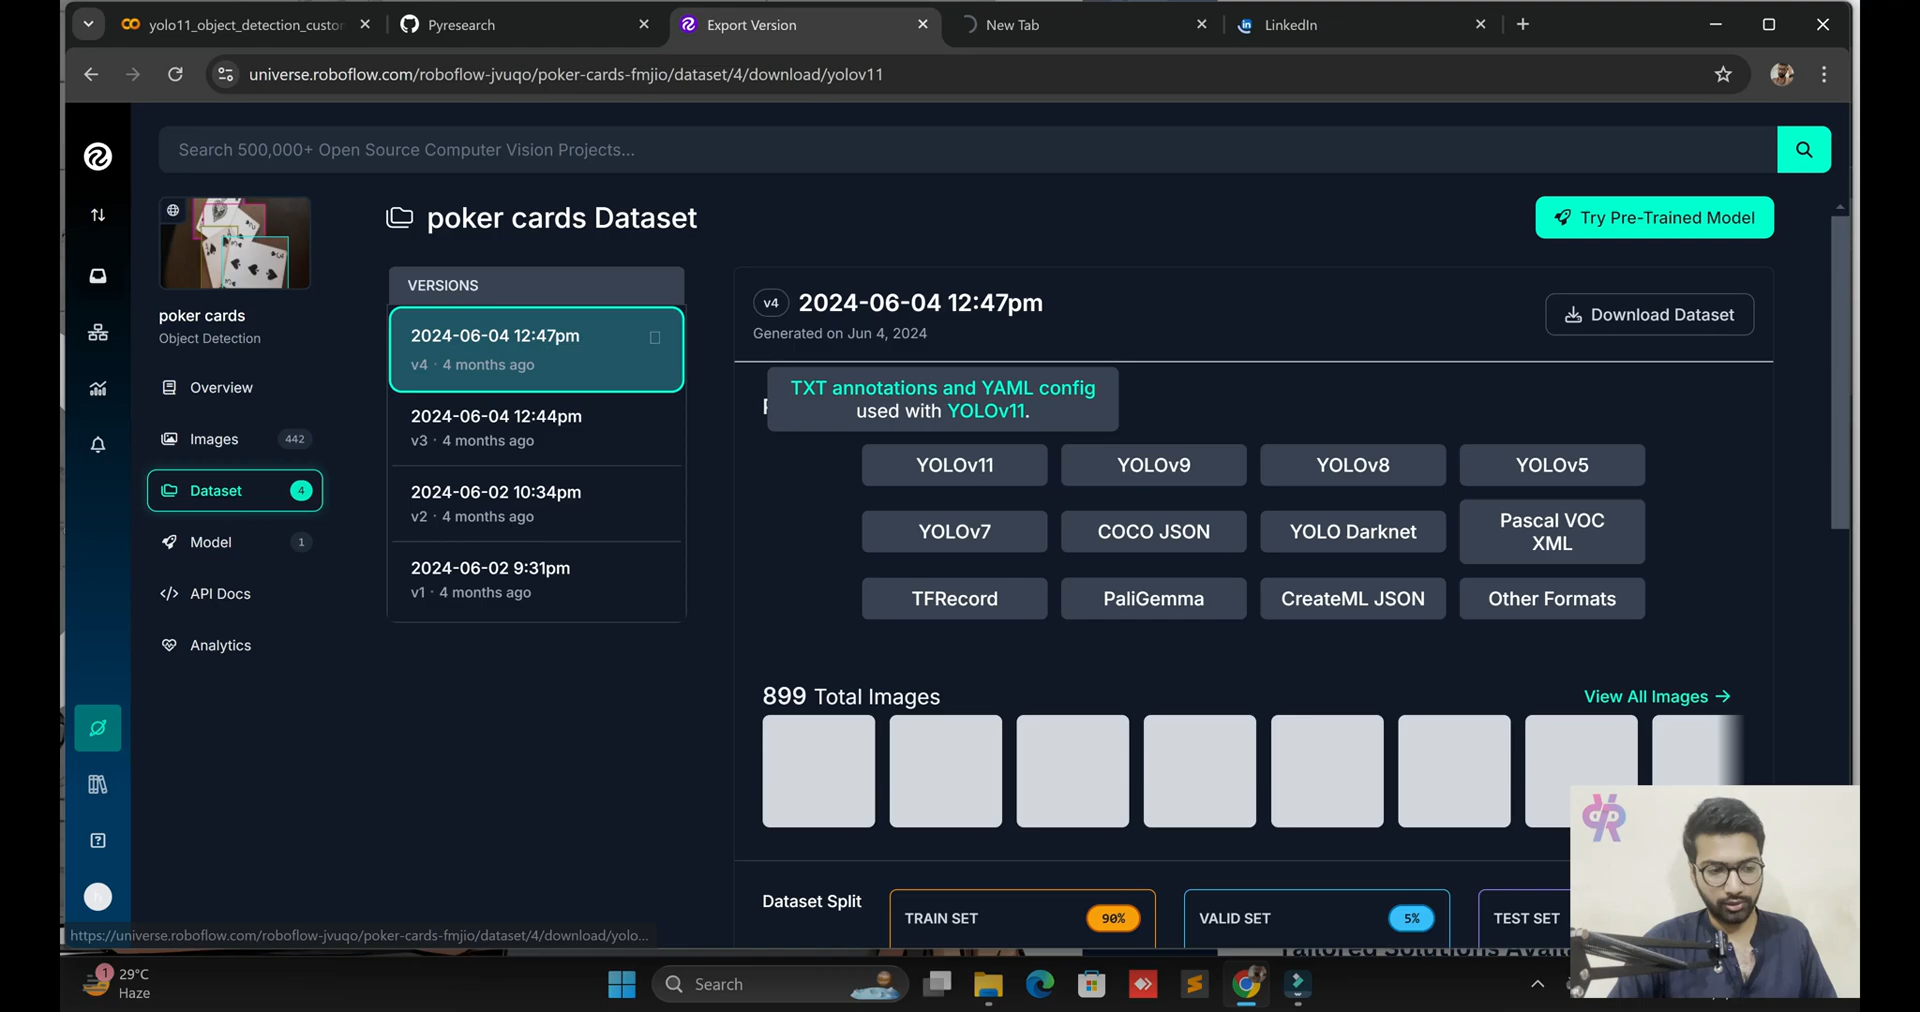 yolo11_object_detection_custon
Pyresearch
Export Version
New Tab
LinkedIn
universe.roboflow.com/roboflow-jvuqo/poker-cards-fmjio/dataset/4/download/yolov11
Search 500,000+ Open Source Computer Vision Projects...
poker cards
Object Detection
Overview
Images 442
Dataset 4
Model 1
API Docs
Analytics
poker cards Dataset
Try Pre-Trained Model
VERSIONS
2024-06-04 12:47pm
v4 · 4 months ago
2024-06-04 12:44pm
v3 · 4 months ago
2024-06-02 10:34pm
v2 · 4 months ago
2024-06-02 9:31pm
v1 · 4 months ago
v4 2024-06-04 12:47pm
Generated on Jun 4, 2024
Download Dataset
TXT annotations and YAML config
used with YOLOv11.
YOLOv11 YOLOv9 YOLOv8 YOLOv5
YOLOv7 COCO JSON YOLO Darknet Pascal VOC
XML
TFRecord PaliGemma CreateML JSON Other Formats
899 Total Images
View All Images →
Dataset Split
TRAIN SET 90%
VALID SET 5%
TEST SET
https://universe.roboflow.com/roboflow-jvuqo/poker-cards-fmjio/dataset/4/download/yolo...
1
29°C
Haze
Search